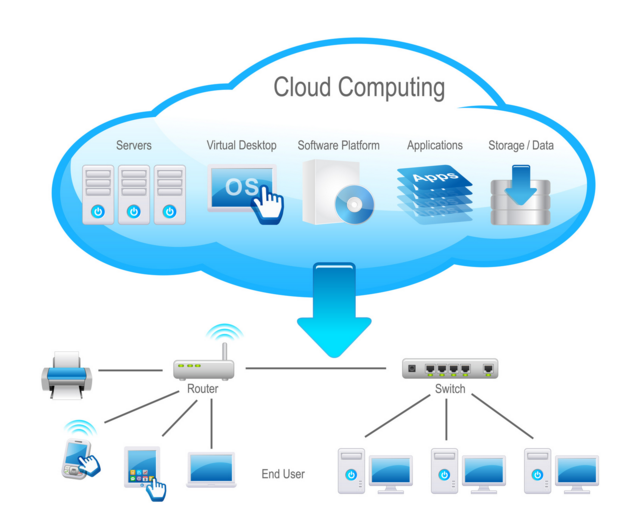 Cloud Computing
Servers
Virtual Desktop
Software Platform
Applications
Storage / Data
OS
Apps
Router
Switch
End User